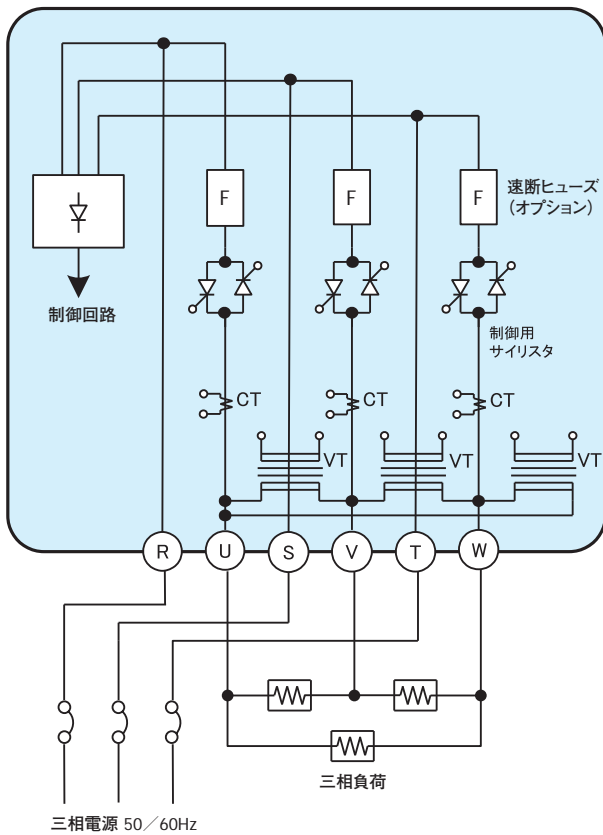 F
F
F
速断ヒューズ
(オプション)
制御回路
制御用
サイリスタ
CT
CT
CT
VT
VT
VT
R
U
S
V
T
W
三相負荷
三相電源 50／60Hz